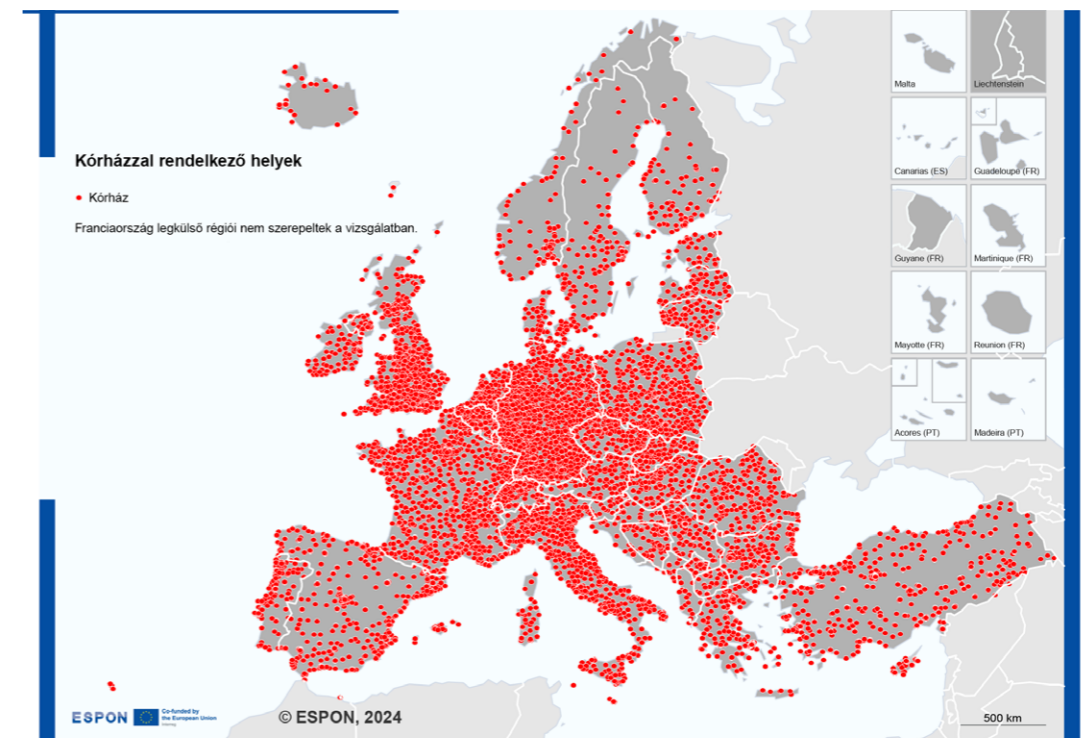 Kórházzal rendelkező helyek
Kórház
Franciaország legkülső régiói nem szerepeltek a vizsgálatban.
Malta
Liechtenstein
Canarias (ES)
Guadeloupe (FR)
Guyane (FR)
Martinique (FR)
Mayotte (FR)
Reunion (FR)
Acores (PT)
Madeira (PT)
ESPON
Co-funded by
the European Union
Interreg
© ESPON, 2024
500 km